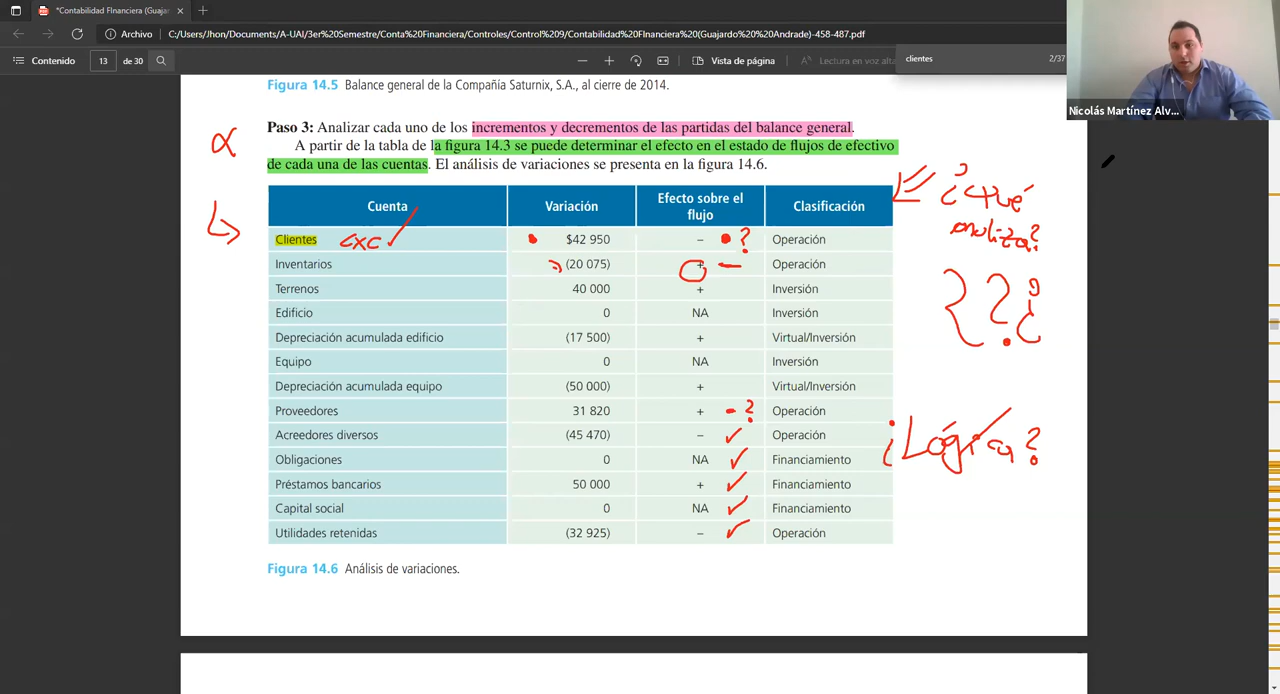 *Contabilidad FInanciera (Guajar
Archivo C:/Users/Jhon/Documents/A-UAI/3er%20Semestre/Conta%20Financiera/Controles/Control%209/Contabilidad%20FInanciera%20(Guajardo%20%20Andrade)-458-487.pdf
Contenido 13 de 30 Vista de página Lectura en voz alta clientes 2/37
Nicolás Martínez Alv...
Figura 14.5 Balance general de la Compañía Saturnix, S.A., al cierre de 2014.
Paso 3: Analizar cada uno de los incrementos y decrementos de las partidas del balance general.
A partir de la tabla de la figura 14.3 se puede determinar el efecto en el estado de flujos de efectivo
de cada una de las cuentas. El análisis de variaciones se presenta en la figura 14.6.
α
¿Qué
analiza?
Cuenta Variación Efecto sobre el flujo Clasificación
Clientes CXC $42 950 – ? Operación
Inventarios (20 075) + – Operación
Terrenos 40 000 + Inversión
Edificio 0 NA Inversión
Depreciación acumulada edificio (17 500) + Virtual/Inversión
Equipo 0 NA Inversión
Depreciación acumulada equipo (50 000) + Virtual/Inversión
Proveedores 31 820 + - ? Operación
Acreedores diversos (45 470) – Operación
Obligaciones 0 NA Financiamiento
Préstamos bancarios 50 000 + Financiamiento
Capital social 0 NA Financiamiento
Utilidades retenidas (32 925) – Operación
¿Lógica?
Figura 14.6 Análisis de variaciones.